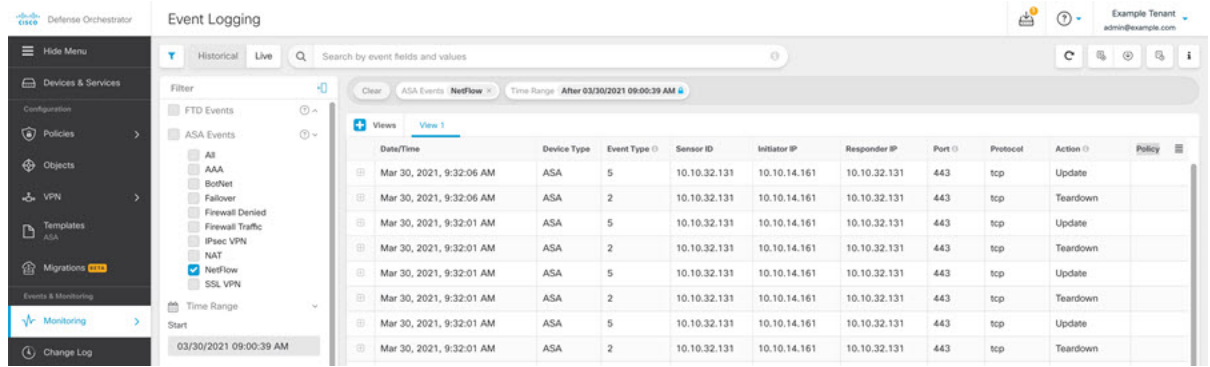 CISCO Defense Orchestrator
Event Logging
Example Tenant
admin@example.com
Hide Menu
Devices & Services
Configuration
Policies
Objects
VPN
Templates
ASA
Migrations BETA
Events & Monitoring
Monitoring
Change Log
Historical Live
Search by event fields and values
Filter
FTD Events
ASA Events
All
AAA
BotNet
Failover
Firewall Denied
Firewall Traffic
IPsec VPN
NAT
NetFlow
SSL VPN
Time Range
Start
03/30/2021 09:00:39 AM
Clear ASA Events NetFlow × Time Range After 03/30/2021 09:00:39 AM
Views View 1
Date/Time Device Type Event Type Sensor ID Initiator IP Responder IP Port Protocol Action Policy
Mar 30, 2021, 9:32:06 AM ASA 5 10.10.32.131 10.10.14.161 10.10.32.131 443 tcp Update
Mar 30, 2021, 9:32:06 AM ASA 2 10.10.32.131 10.10.14.161 10.10.32.131 443 tcp Teardown
Mar 30, 2021, 9:32:01 AM ASA 5 10.10.32.131 10.10.14.161 10.10.32.131 443 tcp Update
Mar 30, 2021, 9:32:01 AM ASA 2 10.10.32.131 10.10.14.161 10.10.32.131 443 tcp Teardown
Mar 30, 2021, 9:32:01 AM ASA 5 10.10.32.131 10.10.14.161 10.10.32.131 443 tcp Update
Mar 30, 2021, 9:32:01 AM ASA 2 10.10.32.131 10.10.14.161 10.10.32.131 443 tcp Teardown
Mar 30, 2021, 9:32:01 AM ASA 5 10.10.32.131 10.10.14.161 10.10.32.131 443 tcp Update
Mar 30, 2021, 9:32:01 AM ASA 2 10.10.32.131 10.10.14.161 10.10.32.131 443 tcp Teardown